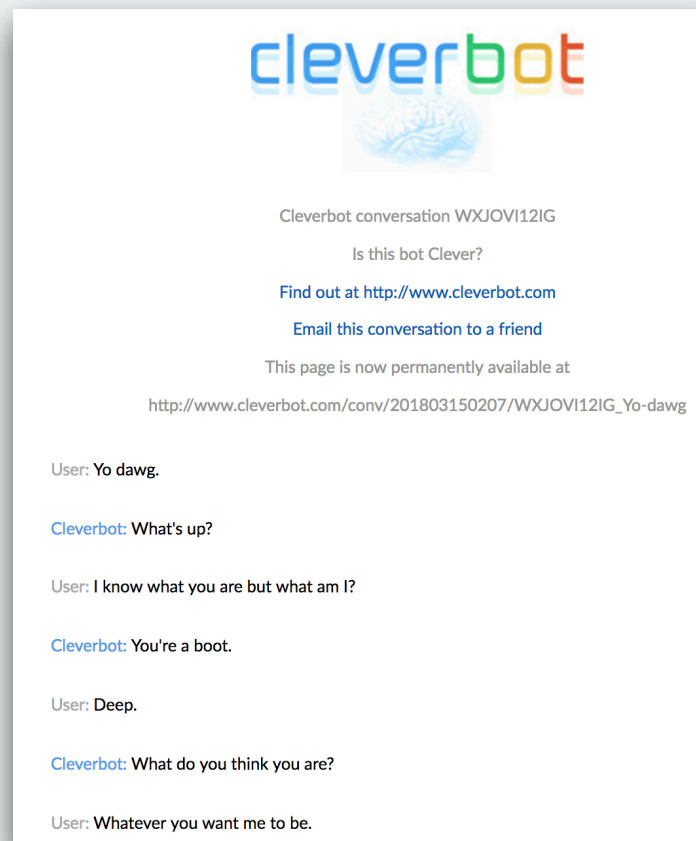 cleverbot
Cleverbot conversation WXJOVI12IG
Is this bot Clever?
Find out at http://www.cleverbot.com
Email this conversation to a friend
This page is now permanently available at
http://www.cleverbot.com/conv/201803150207/WXJOVI12IG_Yo-dawg
User: Yo dawg.
Cleverbot: What's up?
User: I know what you are but what am I?
Cleverbot: You're a boot.
User: Deep.
Cleverbot: What do you think you are?
User: Whatever you want me to be.